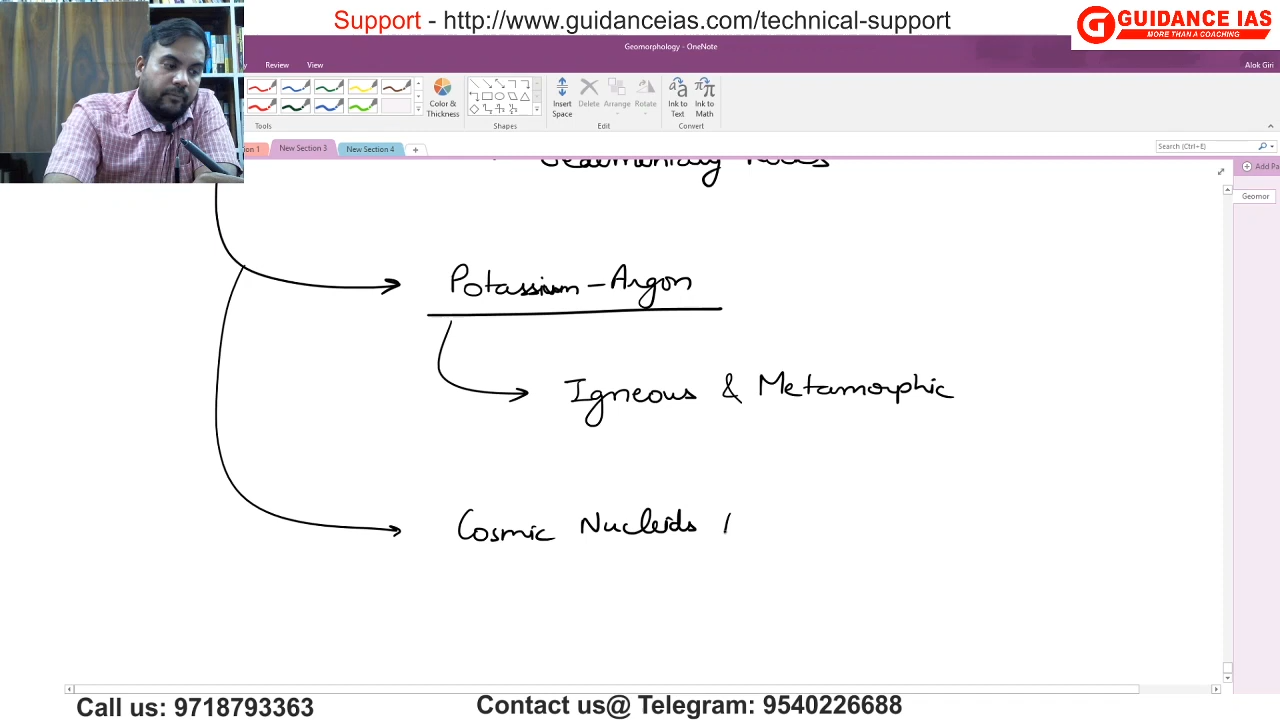 Support - http://www.guidanceias.com/technical-support
GUIDANCE IAS
MORE THAN A COACHING
Geomorphology - OneNote
Alok Giri
Review View
Color & Thickness
Insert Space
Delete
Arrange
Rotate
Ink to Text
Ink to Math
Tools
Shapes
Edit
Convert
New Section 3
New Section 4
Search (Ctrl+E)
Add Pa
Geomor
Sedimentary Rocks
Potassium-Argon
Igneous & Metamorphic
Cosmic Nucleids
Call us: 9718793363
Contact us@ Telegram: 9540226688